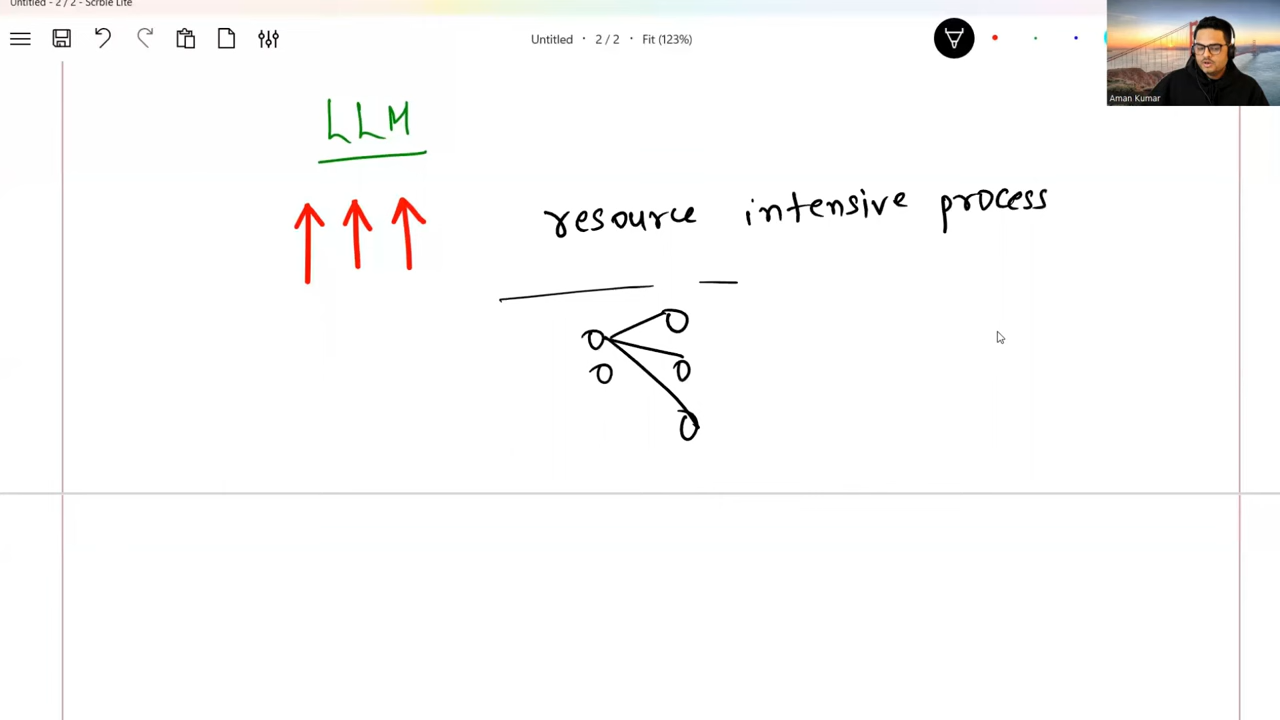 Untitled - 2 / 2 - Scrble Lite
Untitled · 2 / 2 · Fit (123%)
Aman Kumar
LLM
resource intensive process